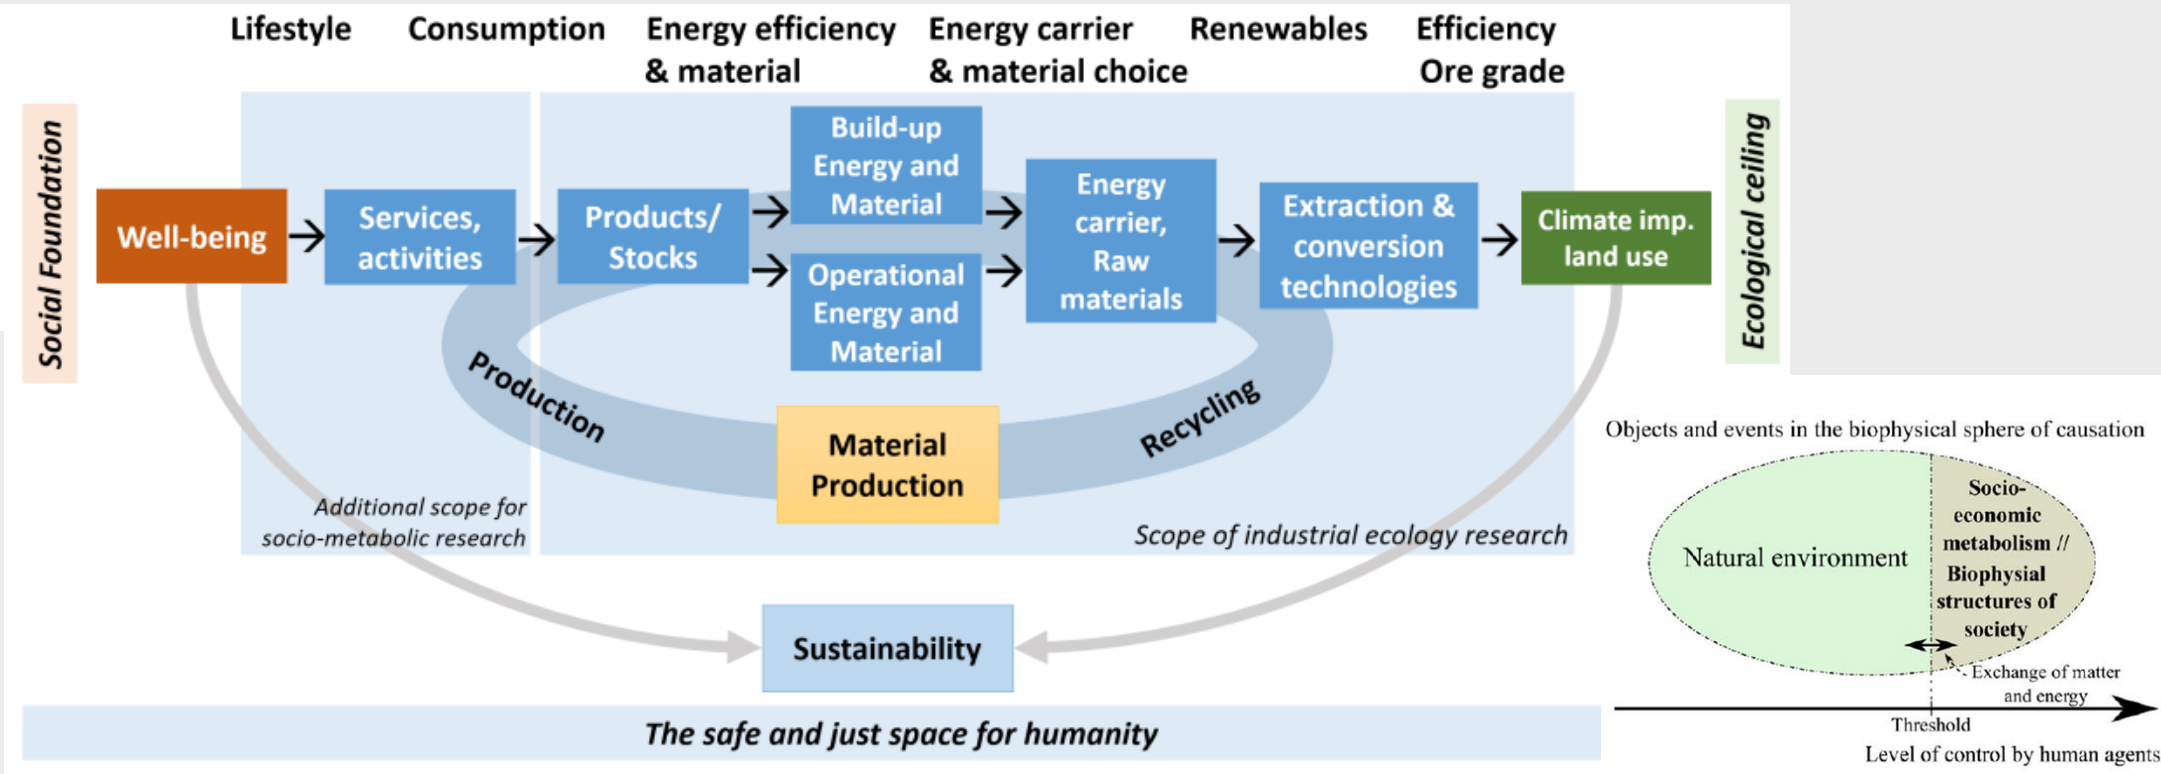 Lifestyle
Consumption
Energy efficiency
& material
Energy carrier
& material choice
Renewables
Efficiency
Ore grade
Social Foundation
Well-being
Services,
activities
Products/
Stocks
Build-up
Energy and
Material
Operational
Energy and
Material
Energy
carrier,
Raw
materials
Extraction &
conversion
technologies
Climate imp.
land use
Ecological ceiling
Production
Material
Production
Recycling
Additional scope for
socio-metabolic research
Scope of industrial ecology research
Sustainability
The safe and just space for humanity
Objects and events in the biophysical sphere of causation
Natural environment
Socio-
economic
metabolism //
Biophysial
structures of
society
Exchange of matter
and energy
Threshold
Level of control by human agents